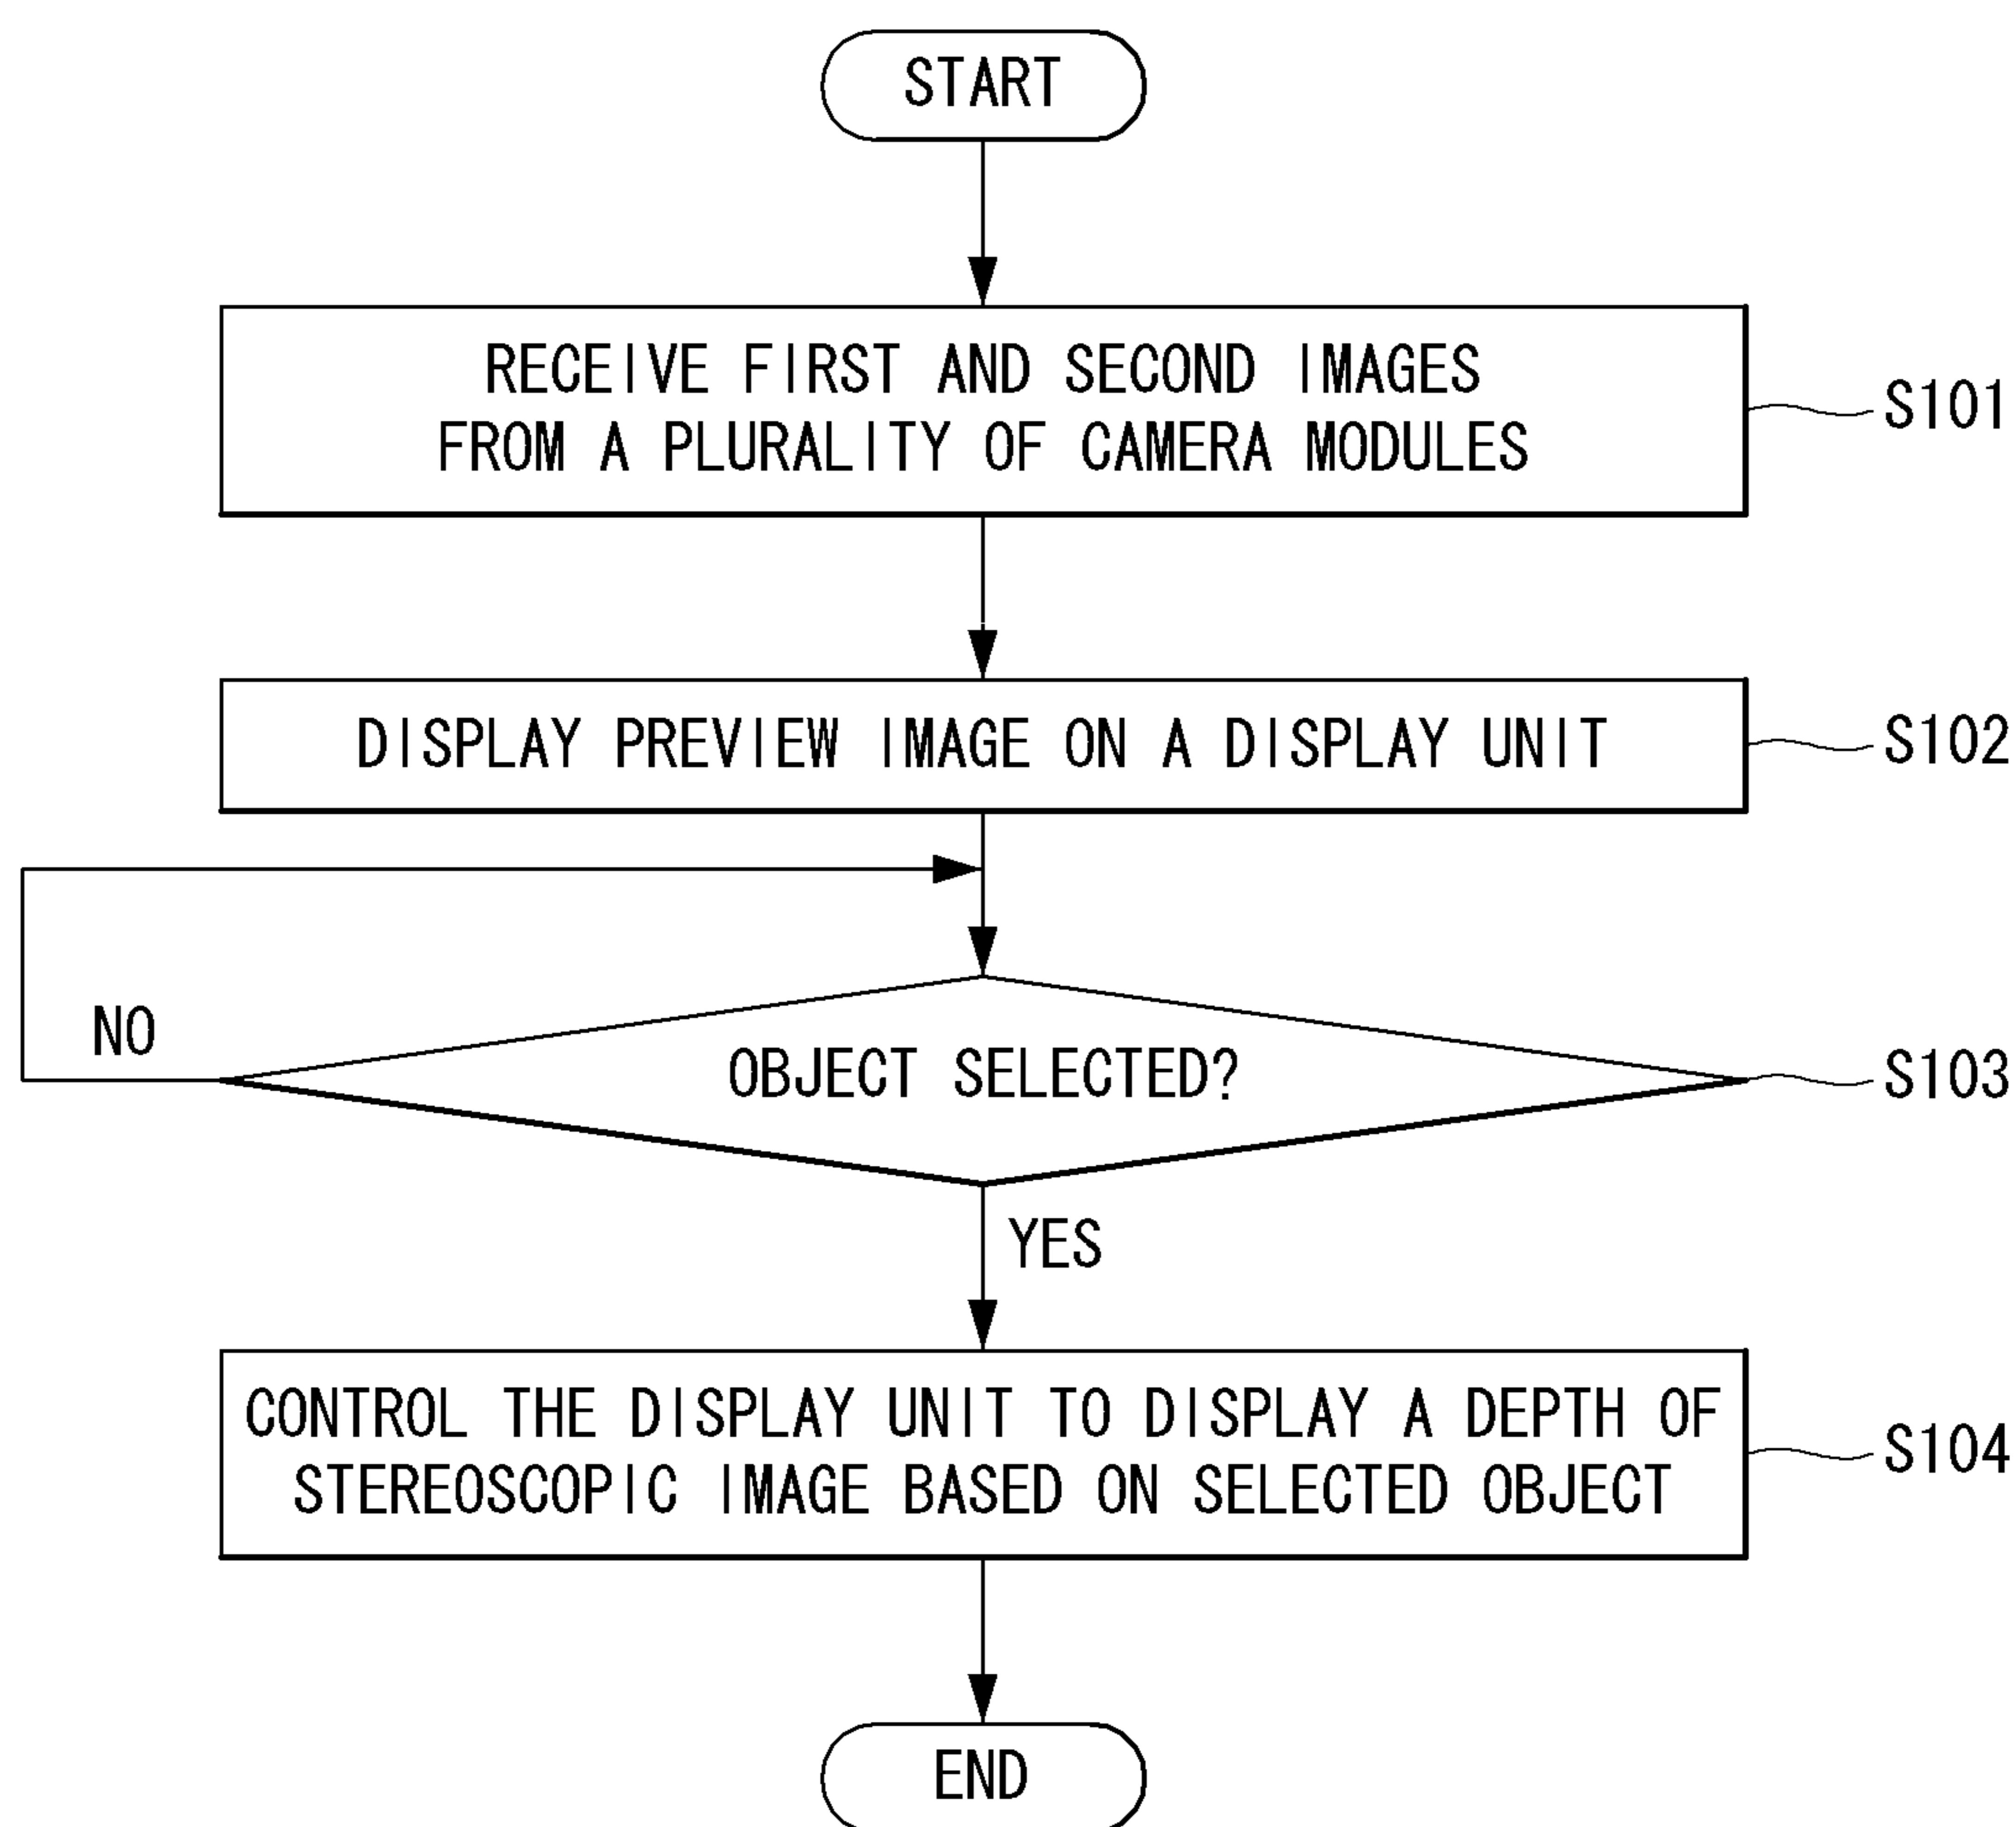 START
RECEIVE FIRST AND SECOND IMAGES
FROM A PLURALITY OF CAMERA MODULES
S101
DISPLAY PREVIEW IMAGE ON A DISPLAY UNIT
S102
NO
OBJECT SELECTED?
S103
YES
CONTROL THE DISPLAY UNIT TO DISPLAY A DEPTH OF
STEREOSCOPIC IMAGE BASED ON SELECTED OBJECT
S104
END